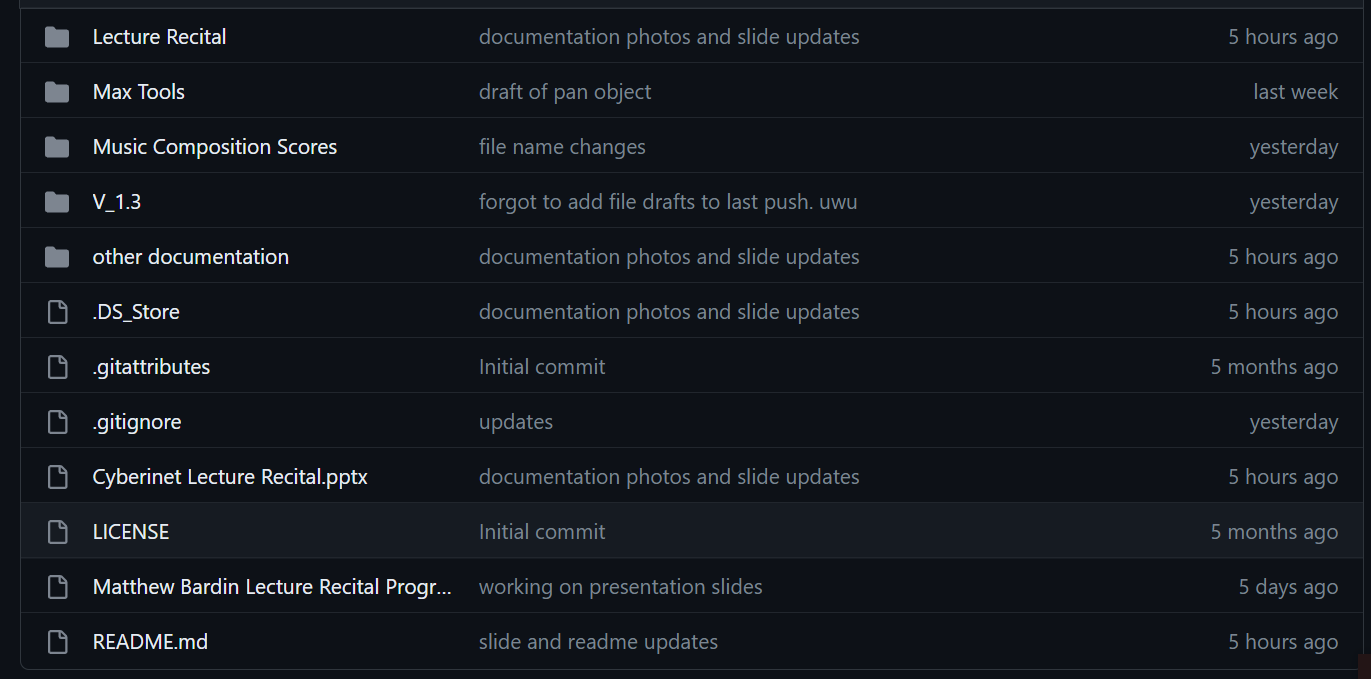 Lecture Recital documentation photos and slide updates 5 hours ago
Max Tools draft of pan object last week
Music Composition Scores file name changes yesterday
V_1.3 forgot to add file drafts to last push. uwu yesterday
other documentation documentation photos and slide updates 5 hours ago
.DS_Store documentation photos and slide updates 5 hours ago
.gitattributes Initial commit 5 months ago
.gitignore updates yesterday
Cyberinet Lecture Recital.pptx documentation photos and slide updates 5 hours ago
LICENSE Initial commit 5 months ago
Matthew Bardin Lecture Recital Progr... working on presentation slides 5 days ago
README.md slide and readme updates 5 hours ago